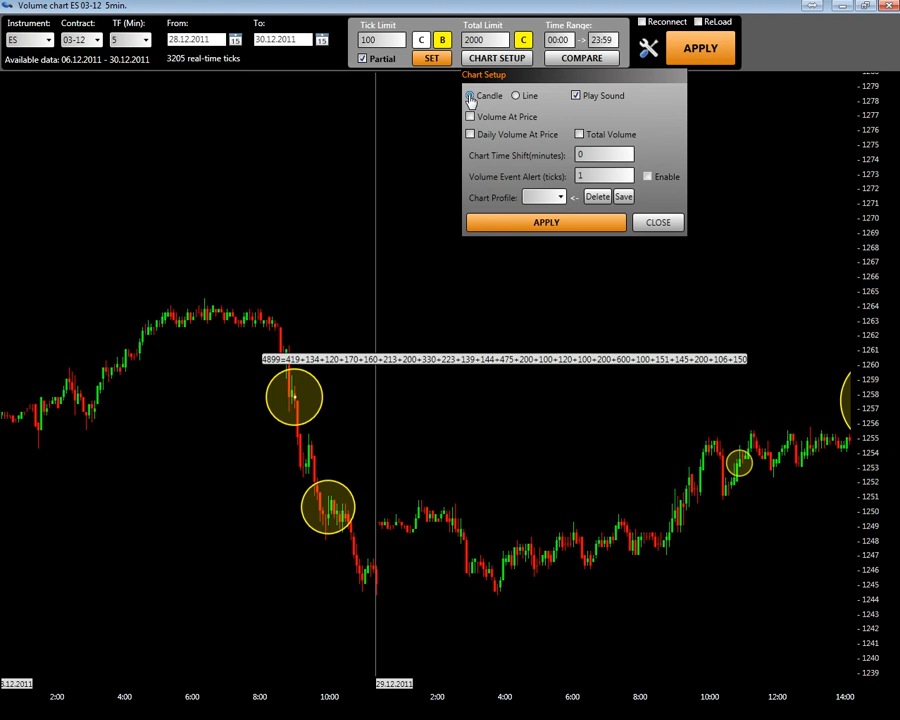 Volume chart ES 03-12 5min.
Instrument: Contract: TF (Min): From: To:
ES 03-12 5 28.12.2011 15 30.12.2011 15
Available data: 06.12.2011 - 30.12.2011 3205 real-time ticks
Tick Limit Total Limit Time Range:
100 C B 2000 C 00:00 -> 23:59
Partial SET CHART SETUP COMPARE
Reconnect ReLoad
APPLY
Chart Setup
Candle Line Play Sound
Volume At Price
Daily Volume At Price Total Volume
Chart Time Shift(minutes): 0
Volume Event Alert (ticks): 1 Enable
Chart Profile: <- Delete Save
APPLY CLOSE
4899=419+134+120+170+160+213+200+330+223+139+144+475+200+100+120+100+200+600+100+151+145+200+106+150
1279
1276
1275
1274
1273
1272
1271
1270
1269
1268
1267
1266
1265
1264
1263
1262
1261
1260
1259
1258
1257
1256
1255
1254
1253
1252
1251
1250
1249
1248
1247
1246
1245
1244
1243
1242
1241
1240
1239
29.12.2011
2:00 4:00 6:00 8:00 10:00 2:00 4:00 6:00 8:00 10:00 12:00 14:00